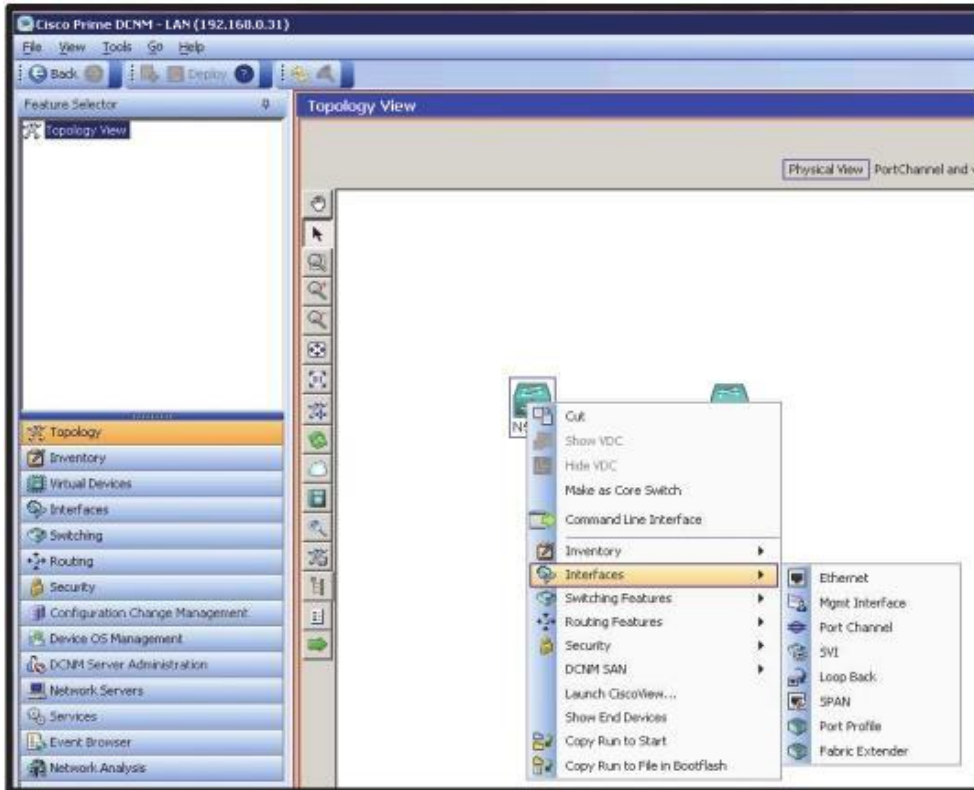 Cisco Prime DCNM - LAN (192.168.0.31)
File View Tools Go Help
Back Deploy
Feature Selector
Topology View
Topology View
Physical View PortChannel and
Topology
Inventory
Virtual Devices
Interfaces
Switching
Routing
Security
Configuration Change Management
Device OS Management
DCNM Server Administration
Network Servers
Services
Event Browser
Network Analysis
Cut
Show VDC
Hide VDC
Make as Core Switch
Command Line Interface
Inventory
Interfaces
Switching Features
Routing Features
Security
DCNM SAN
Launch CiscoView...
Show End Devices
Copy Run to Start
Copy Run to File in Bootflash
Ethernet
Mgmt Interface
Port Channel
SVI
Loop Back
SPAN
Port Profile
Fabric Extender